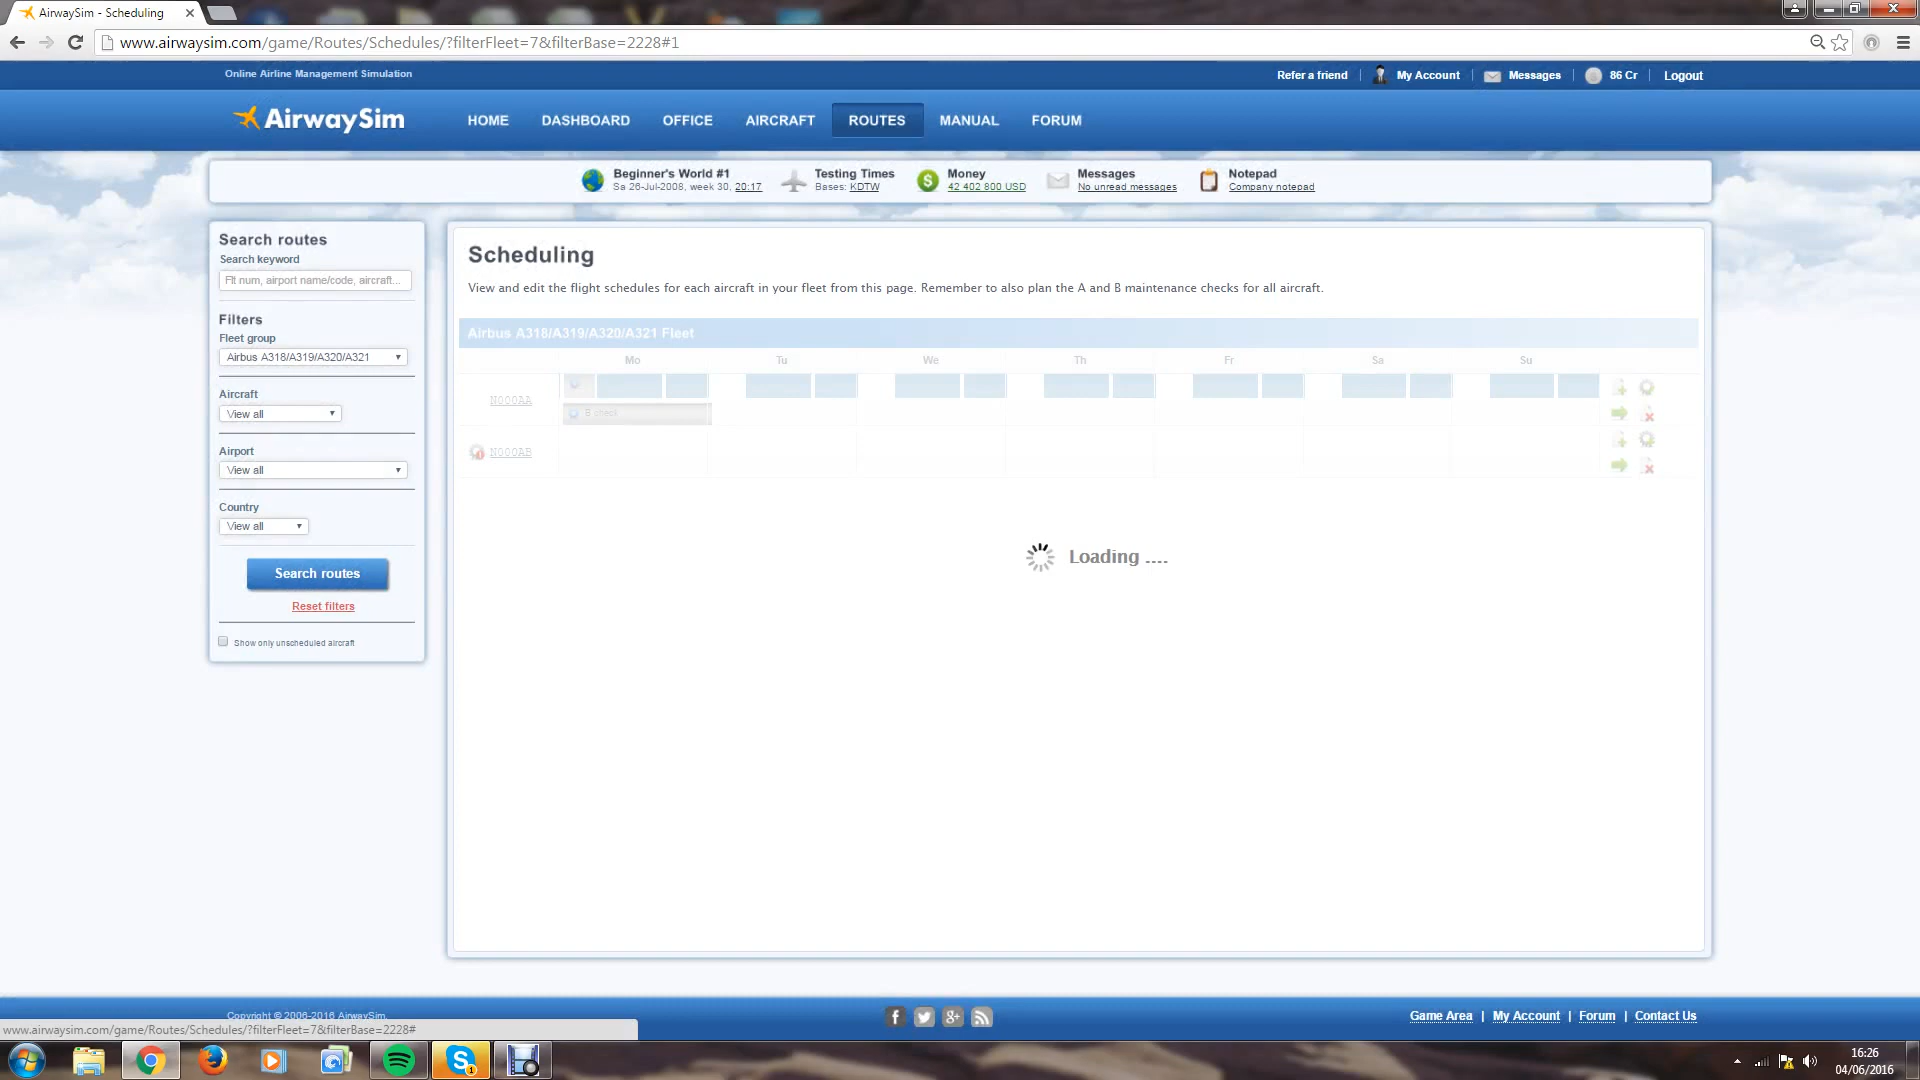 AirwaySim - Scheduling
www.airwaysim.com/game/Routes/Schedules/?filterFleet=7&filterBase=2228#1
Online Airline Management Simulation
Refer a friend | My Account | Messages | 86 Cr | Logout
AirwaySim
HOME DASHBOARD OFFICE AIRCRAFT ROUTES MANUAL FORUM
Beginner's World #1
Sa 26-Jul-2008, week 30, 20:17
Testing Times
Bases: KDTW
Money
42 402 800 USD
Messages
No unread messages
Notepad
Company notepad
Search routes
Search keyword
Flt num, airport name/code, aircraft...
Filters
Fleet group
Airbus A318/A319/A320/A321
Aircraft
View all
Airport
View all
Country
View all
Search routes
Reset filters
Show only unscheduled aircraft
Scheduling
View and edit the flight schedules for each aircraft in your fleet from this page. Remember to also plan the A and B maintenance checks for all aircraft.
Airbus A318/A319/A320/A321 Fleet
Mo Tu We Th Fr Sa Su
N000AA
B check
N000AB
Loading ....
Copyright © 2006-2016 AirwaySim.
Game Area | My Account | Forum | Contact Us
www.airwaysim.com/game/Routes/Schedules/?filterFleet=7&filterBase=2228#
16:26
04/06/2016